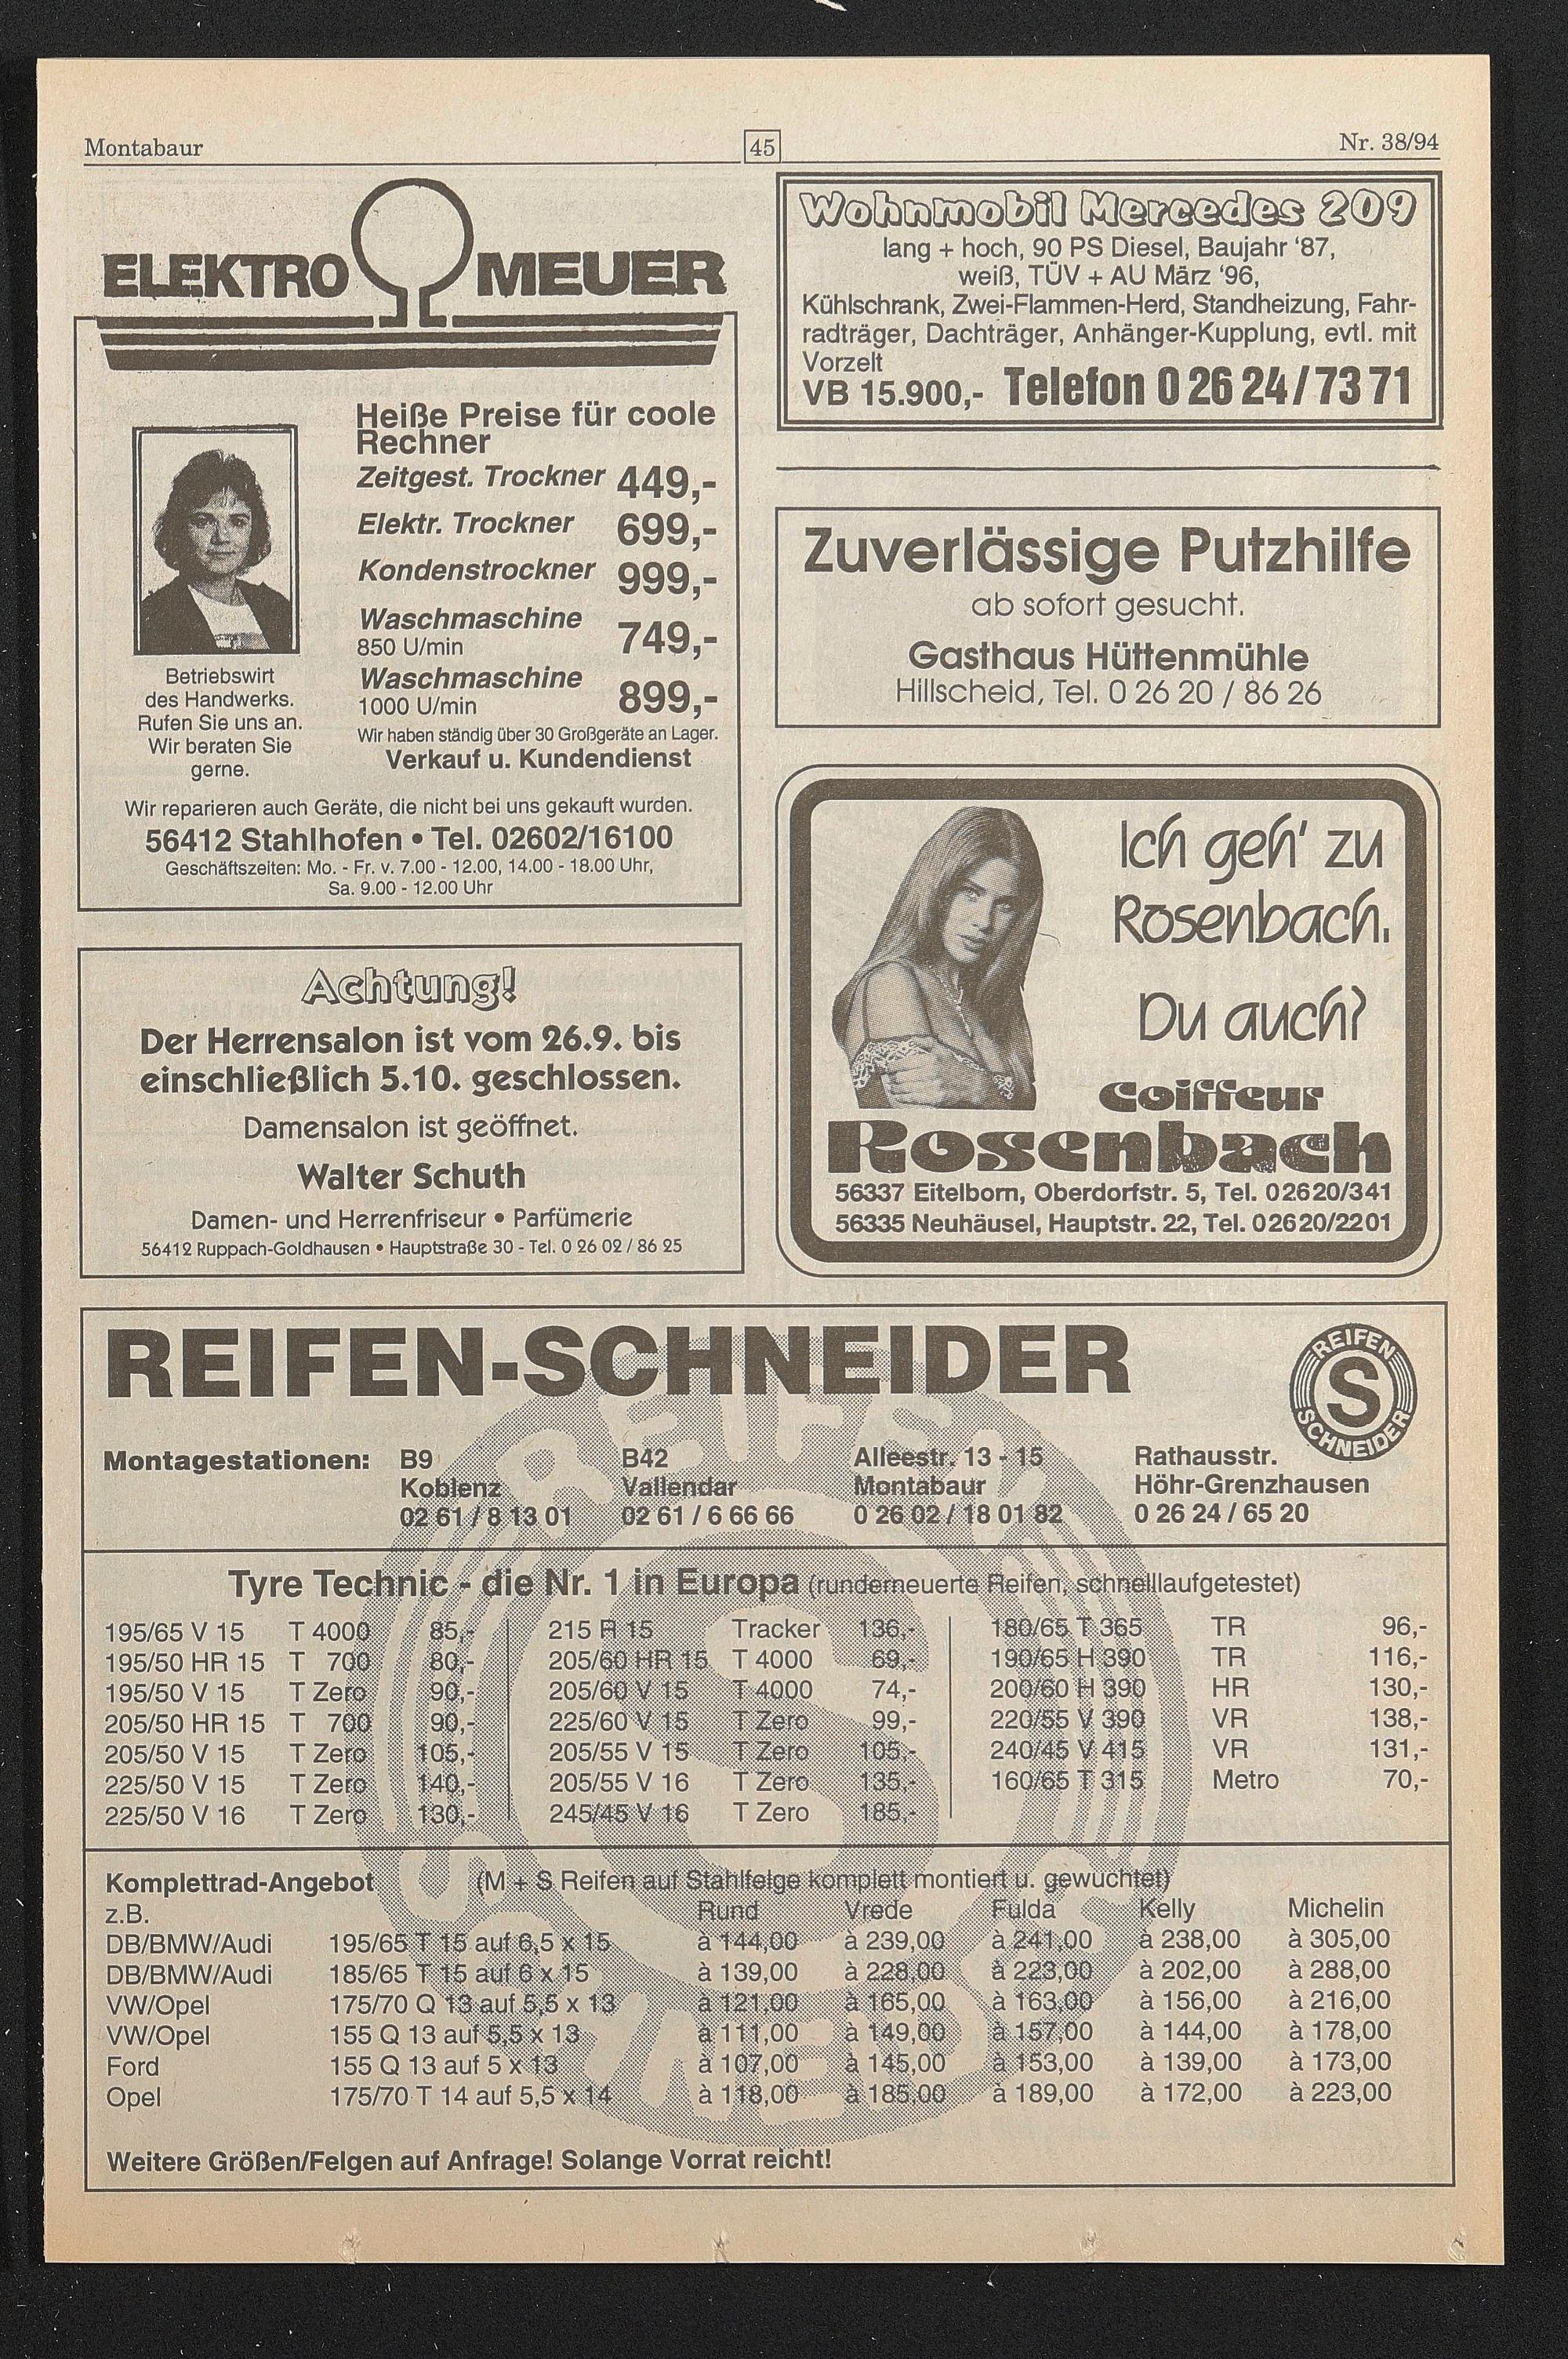 Montabaur
45
Nr. 38/94
ELEKTRO MEUER
Heiße Preise für coole
Rechner
Zeitgest. Trockner 449,-
Elektr. Trockner 699,-
Kondenstrockner 999,-
Waschmaschine
850 U/min 749,-
Waschmaschine
1000 U/min 899,-
Wir haben ständig über 30 Großgeräte an Lager.
Verkauf u. Kundendienst
Betriebswirt
des Handwerks.
Rufen Sie uns an.
Wir beraten Sie
gerne.
Wir reparieren auch Geräte, die nicht bei uns gekauft wurden.
56412 Stahlhofen • Tel. 02602/16100
Geschäftszeiten: Mo. - Fr. v. 7.00 - 12.00, 14.00 - 18.00 Uhr,
Sa. 9.00 - 12.00 Uhr
Achtung!
Der Herrensalon ist vom 26.9. bis
einschließlich 5.10. geschlossen.
Damensalon ist geöffnet.
Walter Schuth
Damen- und Herrenfriseur • Parfümerie
56412 Ruppach-Goldhausen • Hauptstraße 30 - Tel. 0 26 02 / 86 25
Wohnmobil Mercedes 209
lang + hoch, 90 PS Diesel, Baujahr ‘87,
weiß, TÜV + AU März ‘96,
Kühlschrank, Zwei-Flammen-Herd, Standheizung, Fahr-
radträger, Dachträger, Anhänger-Kupplung, evtl. mit
Vorzelt
VB 15.900,- Telefon 0 26 24 / 73 71
Zuverlässige Putzhilfe
ab sofort gesucht.
Gasthaus Hüttenmühle
Hillscheid, Tel. 0 26 20 / 86 26
Ich geh' zu
Rosenbach.
Du auch?
Coiffeur
Rosenbach
56337 Eitelborn, Oberdorfstr. 5, Tel. 02620/341
56335 Neuhäusel, Hauptstr. 22, Tel. 02620/2201
REIFEN-SCHNEIDER
REIFEN
S
SCHNEIDER
Montagestationen: B9 B42 Alleestr. 13 - 15 Rathausstr.
Koblenz Vallendar Montabaur Höhr-Grenzhausen
02 61 / 8 13 01 02 61 / 6 66 66 0 26 02 / 18 01 82 0 26 24 / 65 20
Tyre Technic - die Nr. 1 in Europa (runderneuerte Reifen, schnelllaufgetestet)
195/65 V 15 T 4000 85,- 215 R 15 Tracker 136,- 180/65 T 365 TR 96,-
195/50 HR 15 T 700 80,- 205/60 HR 15 T 4000 69,- 190/65 H 390 TR 116,-
195/50 V 15 T Zero 90,- 205/60 V 15 T 4000 74,- 200/60 H 390 HR 130,-
205/50 HR 15 T 700 90,- 225/60 V 15 T Zero 99,- 220/55 V 390 VR 138,-
205/50 V 15 T Zero 105,- 205/55 V 15 T Zero 105,- 240/45 V 415 VR 131,-
225/50 V 15 T Zero 140,- 205/55 V 16 T Zero 135,- 160/65 T 315 Metro 70,-
225/50 V 16 T Zero 130,- 245/45 V 16 T Zero 185,-
Komplettrad-Angebot (M + S Reifen auf Stahlfelge komplett montiert u. gewuchtet)
z.B. Rund Vrede Fulda Kelly Michelin
DB/BMW/Audi 195/65 T 15 auf 6,5 x 15 à 144,00 à 239,00 à 241,00 à 238,00 à 305,00
DB/BMW/Audi 185/65 T 15 auf 6 x 15 à 139,00 à 228,00 à 223,00 à 202,00 à 288,00
VW/Opel 175/70 Q 13 auf 5,5 x 13 à 121,00 à 165,00 à 163,00 à 156,00 à 216,00
VW/Opel 155 Q 13 auf 5,5 x 13 à 111,00 à 149,00 à 157,00 à 144,00 à 178,00
Ford 155 Q 13 auf 5 x 13 à 107,00 à 145,00 à 153,00 à 139,00 à 173,00
Opel 175/70 T 14 auf 5,5 x 14 à 118,00 à 185,00 à 189,00 à 172,00 à 223,00
Weitere Größen/Felgen auf Anfrage! Solange Vorrat reicht!